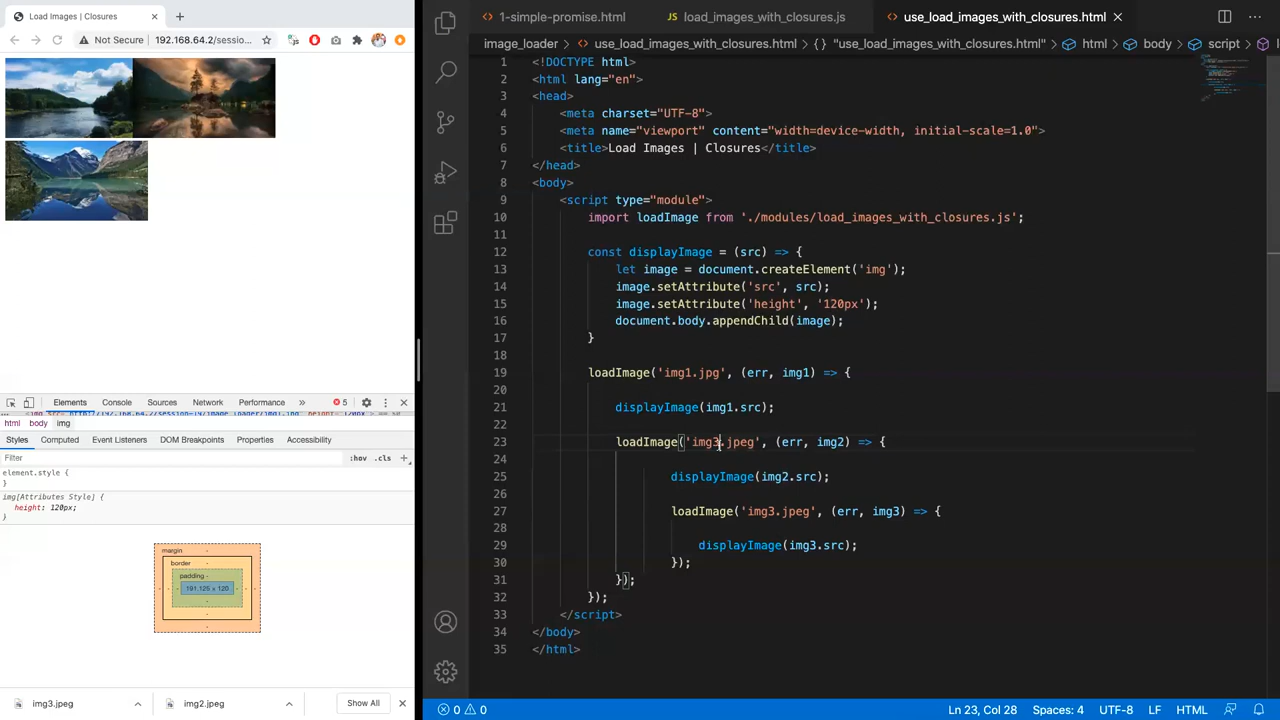 Load Images | Closures
Not Secure
192.168.64.2/sessio...
Elements
Console
Sources
Network
Performance
5
html
body
img
Styles
Computed
Event Listeners
DOM Breakpoints
Properties
Accessibility
Filter
:hov .cls +
element.style {
}
img[Attributes Style] {
height: 120px;
}
margin -
border -
padding -
191.125 x 120
img3.jpeg
img2.jpeg
Show All
1-simple-promise.html
JS load_images_with_closures.js
use_load_images_with_closures.html
image_loader > use_load_images_with_closures.html > {} "use_load_images_with_closures.html" > html > body > script >
1 <!DOCTYPE html>
2 <html lang="en">
3 <head>
4 <meta charset="UTF-8">
5 <meta name="viewport" content="width=device-width, initial-scale=1.0">
6 <title>Load Images | Closures</title>
7 </head>
8 <body>
9 <script type="module">
10 import loadImage from './modules/load_images_with_closures.js';
11
12 const displayImage = (src) => {
13 let image = document.createElement('img');
14 image.setAttribute('src', src);
15 image.setAttribute('height', '120px');
16 document.body.appendChild(image);
17 }
18
19 loadImage('img1.jpg', (err, img1) => {
20
21 displayImage(img1.src);
22
23 loadImage('img3.jpeg', (err, img2) => {
24
25 displayImage(img2.src);
26
27 loadImage('img3.jpeg', (err, img3) => {
28
29 displayImage(img3.src);
30 });
31 });
32 });
33 </script>
34 </body>
35 </html>
0 0
Ln 23, Col 28
Spaces: 4
UTF-8
LF
HTML